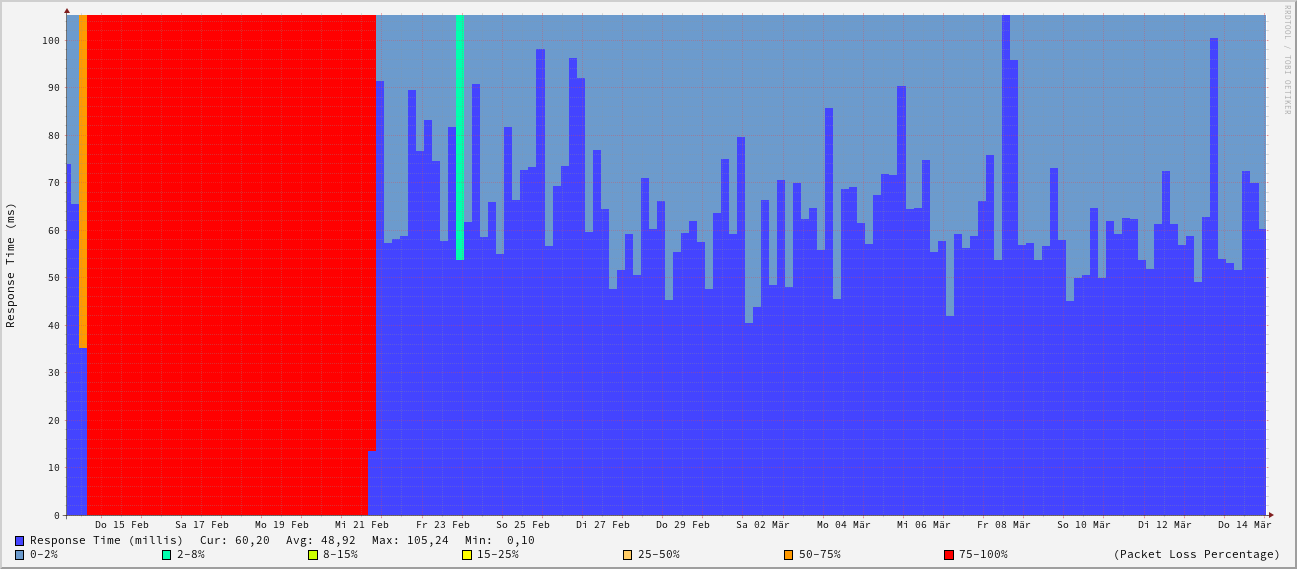 RRDTOOL / TOBI OETIKER
Response Time (ms)
100
90
80
70
60
50
40
30
20
10
0
Do 15 Feb Sa 17 Feb Mo 19 Feb Mi 21 Feb Fr 23 Feb So 25 Feb Di 27 Feb Do 29 Feb Sa 02 Mär Mo 04 Mär Mi 06 Mär Fr 08 Mär So 10 Mär Di 12 Mär Do 14 Mär
Response Time (millis) Cur: 60,20 Avg: 48,92 Max: 105,24 Min: 0,10
0-2% 2-8% 8-15% 15-25% 25-50% 50-75% 75-100% (Packet Loss Percentage)